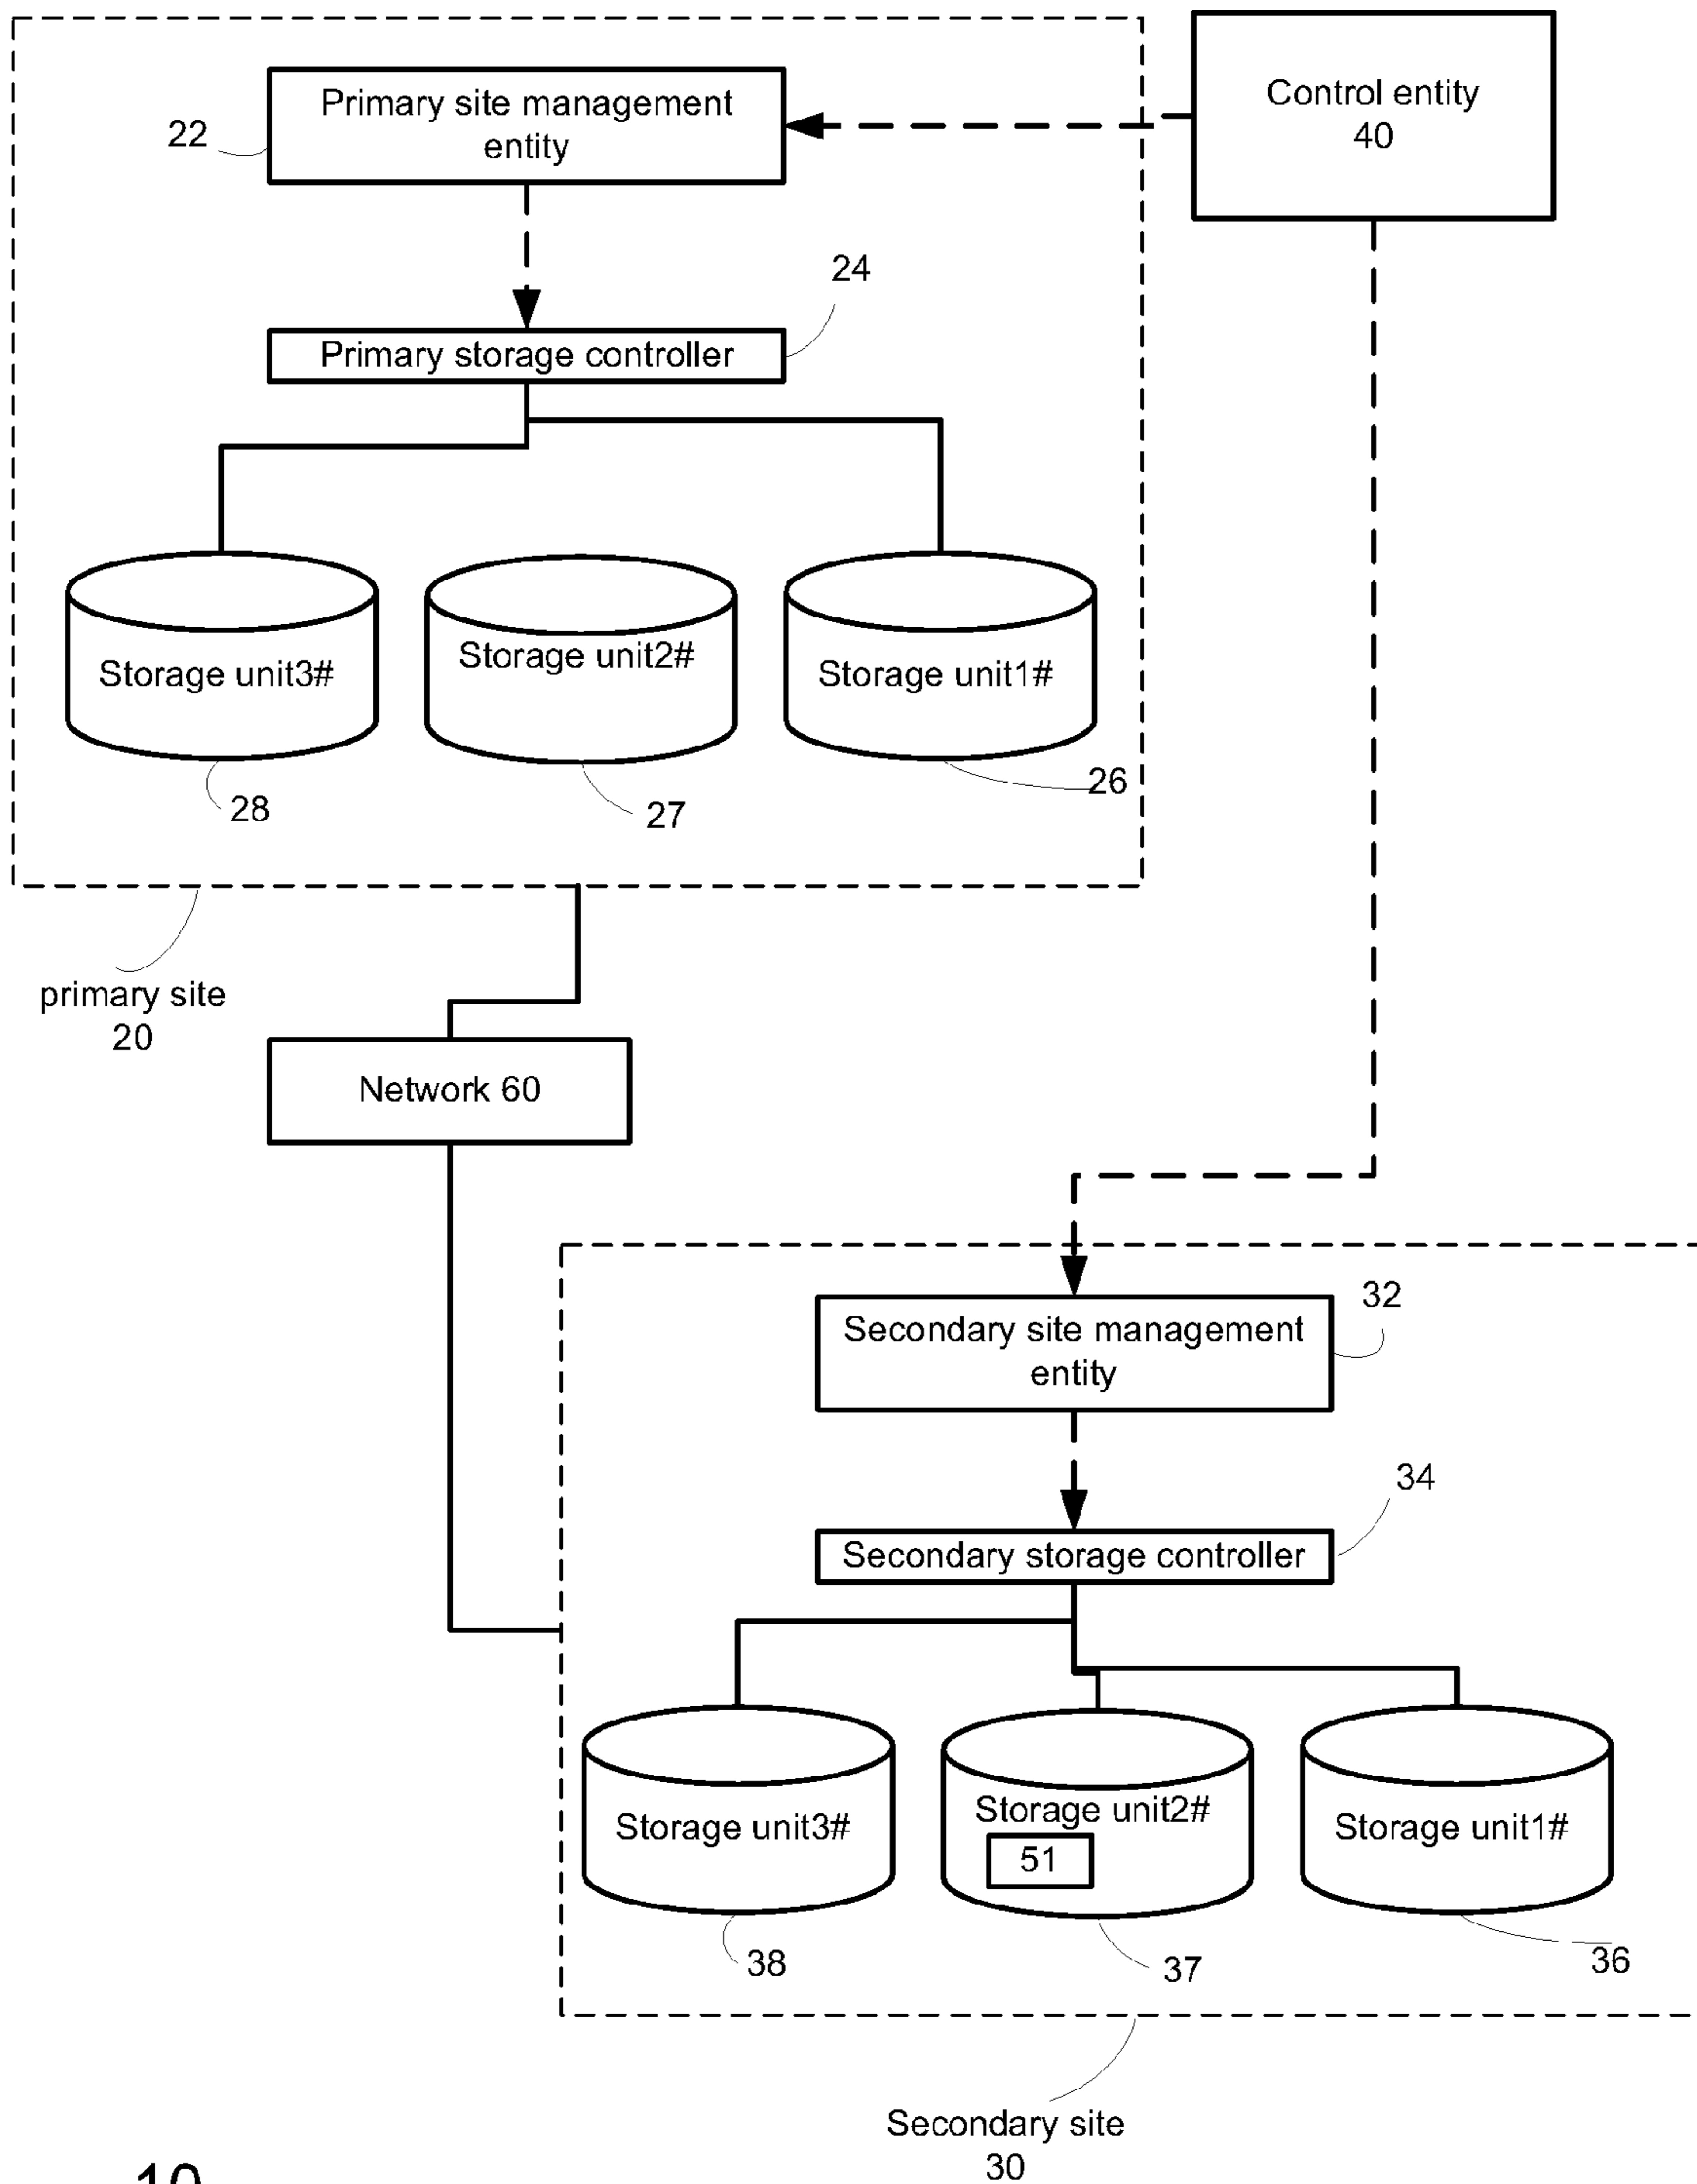 Primary site management
entity
22
Control entity
40
24
Primary storage controller
Storage unit3#
Storage unit2#
Storage unit1#
28
27
26
primary site
20
Network 60
32
Secondary site management
entity
34
Secondary storage controller
Storage unit3#
Storage unit2#
51
Storage unit1#
38
37
36
Secondary site
30
10